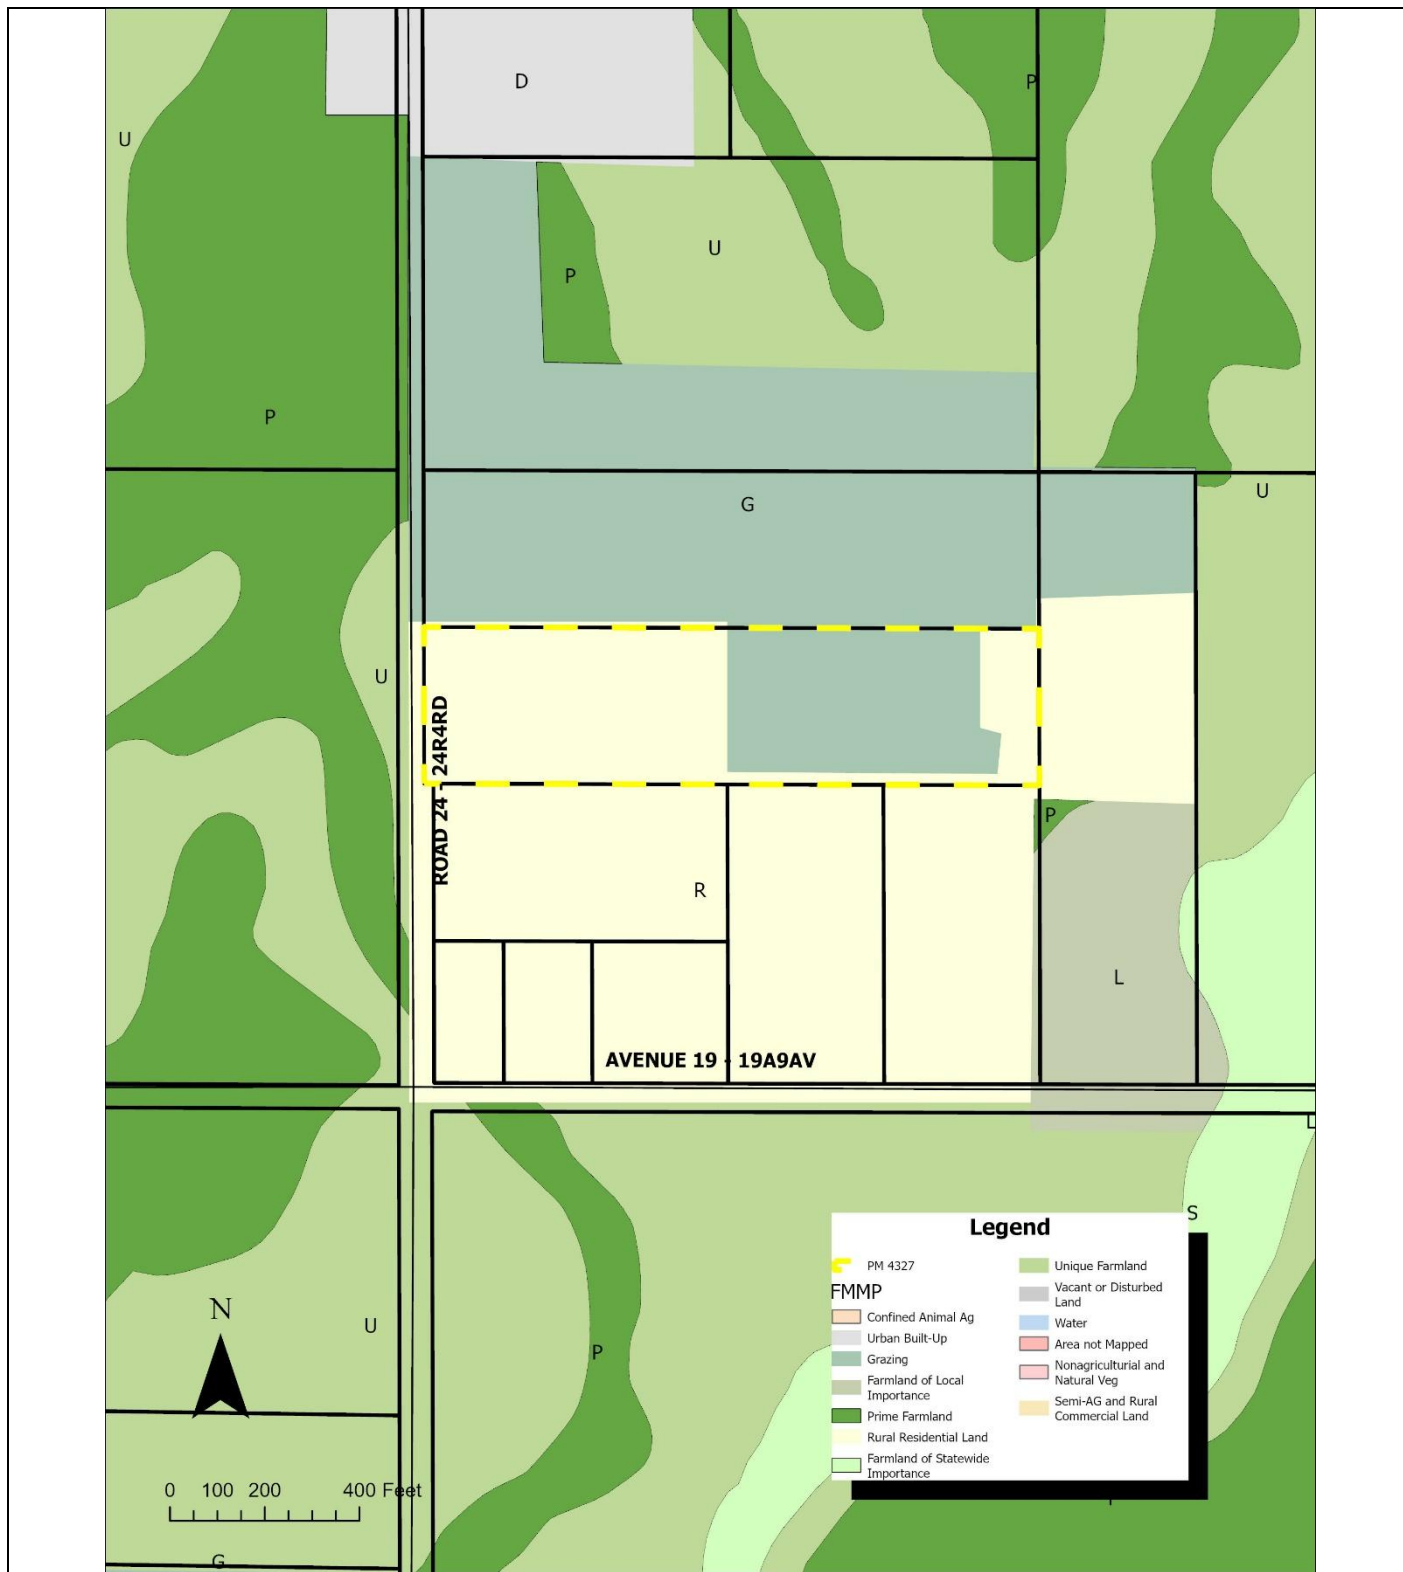 D
P
U
U
P
P
G
U
U
ROAD 24 - 24R4RD
P
R
L
AVENUE 19 - 19A9AV
L
S
Legend
PM 4327
FMMP
Confined Animal Ag
Urban Built-Up
Grazing
Farmland of Local
Importance
Prime Farmland
Rural Residential Land
Farmland of Statewide
Importance
Unique Farmland
Vacant or Disturbed
Land
Water
Area not Mapped
Nonagriculturial and
Natural Veg
Semi-AG and Rural
Commercial Land
N
U
P
0 100 200 400 Feet
G